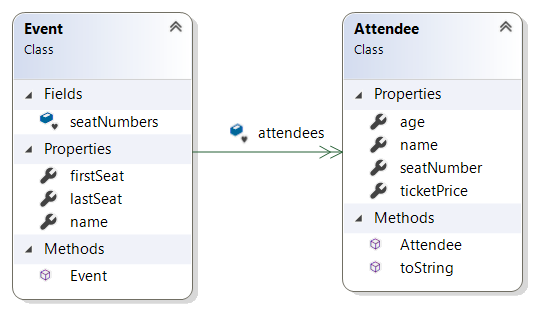 Event
Class
Fields
seatNumbers
Properties
firstSeat
lastSeat
name
Methods
Event
attendees
Attendee
Class
Properties
age
name
seatNumber
ticketPrice
Methods
Attendee
toString